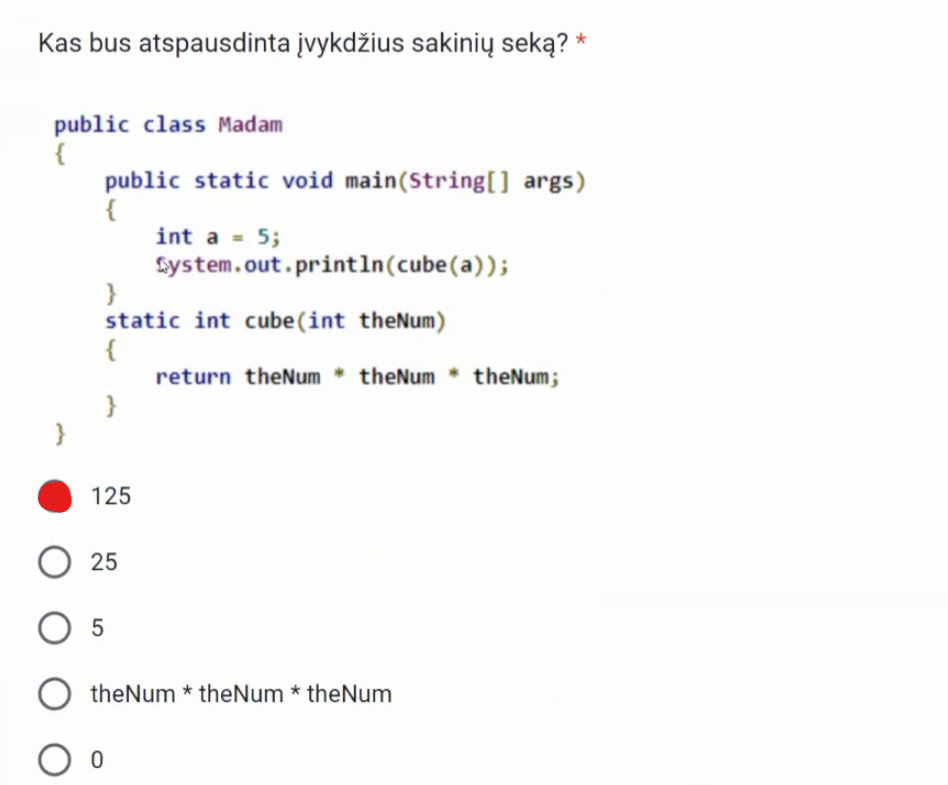 Kas bus atspausdinta įvykdžius sakinių seką? *
public class Madam
{
public static void main(String[] args)
{
int a = 5;
System.out.println(cube(a));
}
static int cube(int theNum)
{
return theNum * theNum * theNum;
}
}
125
25
5
theNum * theNum * theNum
0